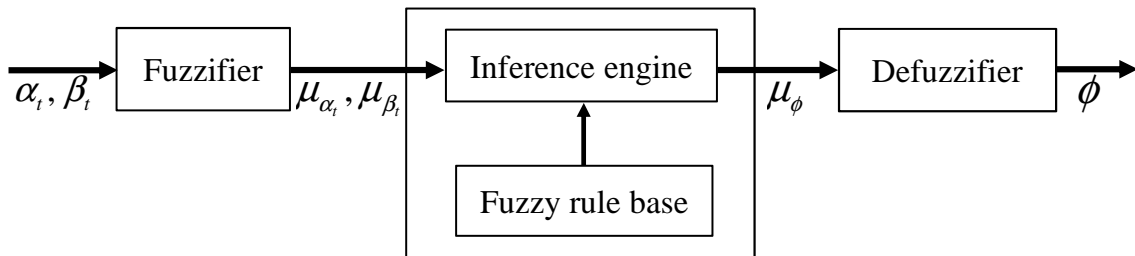 α_t, β_t
Fuzzifier
μ_{α_t}, μ_{β_t}
Inference engine
Fuzzy rule base
μ_ϕ
Defuzzifier
ϕ